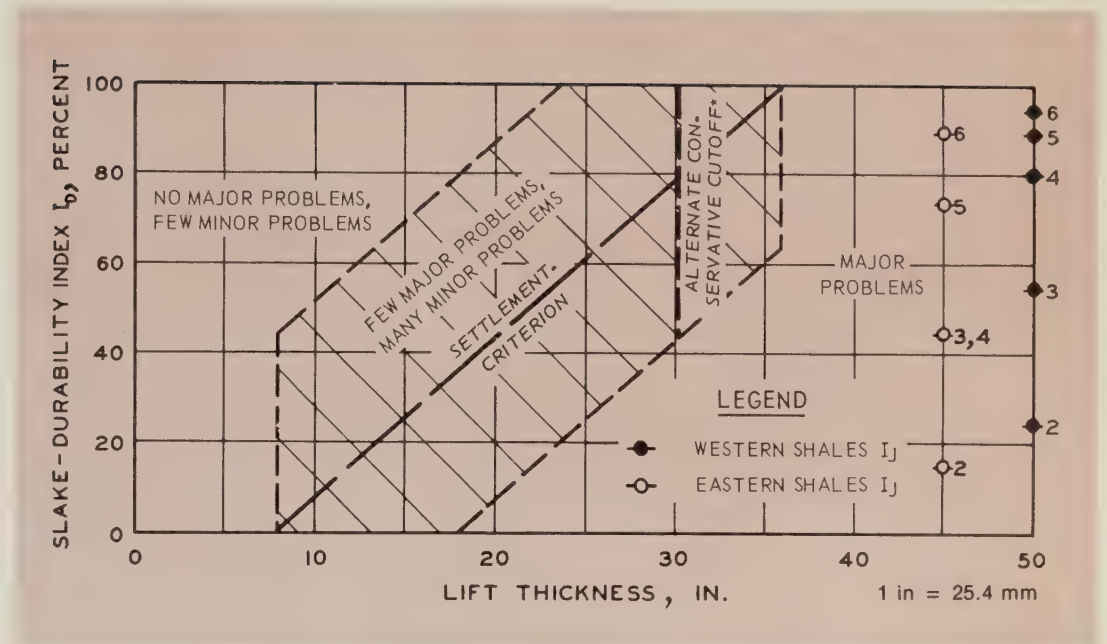 SLAKE-DURABILITY INDEX I_D, PERCENT
100
80
60
40
20
0
NO MAJOR PROBLEMS,
FEW MINOR PROBLEMS
FEW MAJOR PROBLEMS,
MANY MINOR PROBLEMS
SETTLEMENT-
CRITERION
ALTERNATE CON-
SERVATIVE CUTOFF*
MAJOR
PROBLEMS
6
5
3,4
2
6
5
4
3
2
LEGEND
WESTERN SHALES I_J
EASTERN SHALES I_J
0
10
20
30
40
50
LIFT THICKNESS, IN.
1 in = 25.4 mm